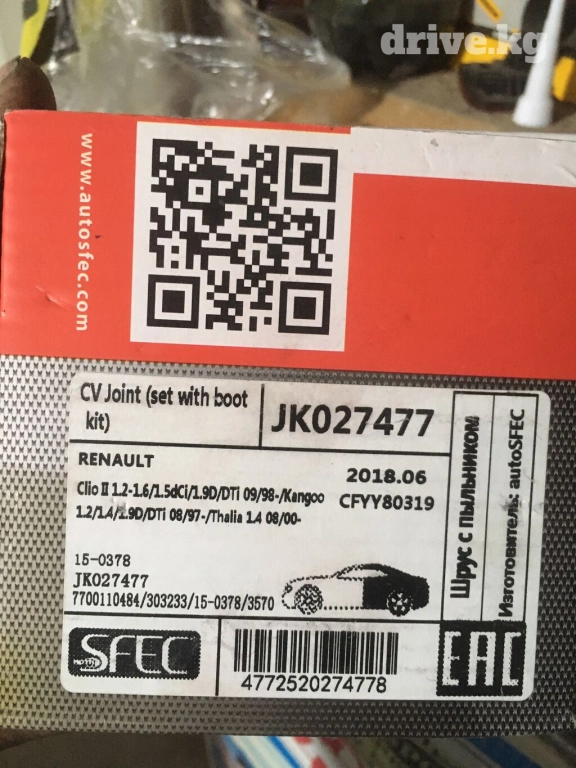 drive.kg
www.autosfec.com
CV Joint (set with boot
kit)
JK027477
RENAULT
2018.06
Clio II 1.2-1.6/1.5dCi/1.9D/DTi 09/98-/Kangoo
CFYY80319
1.2/1.4/1.9D/DTi 08/97-/Thalia 1.4 08/00-
15-0378
JK027477
7700110484/303233/15-0378/3570
Шрус с пыльником
Изготовитель: autoSFEC
SFEC
4772520274778
EAC